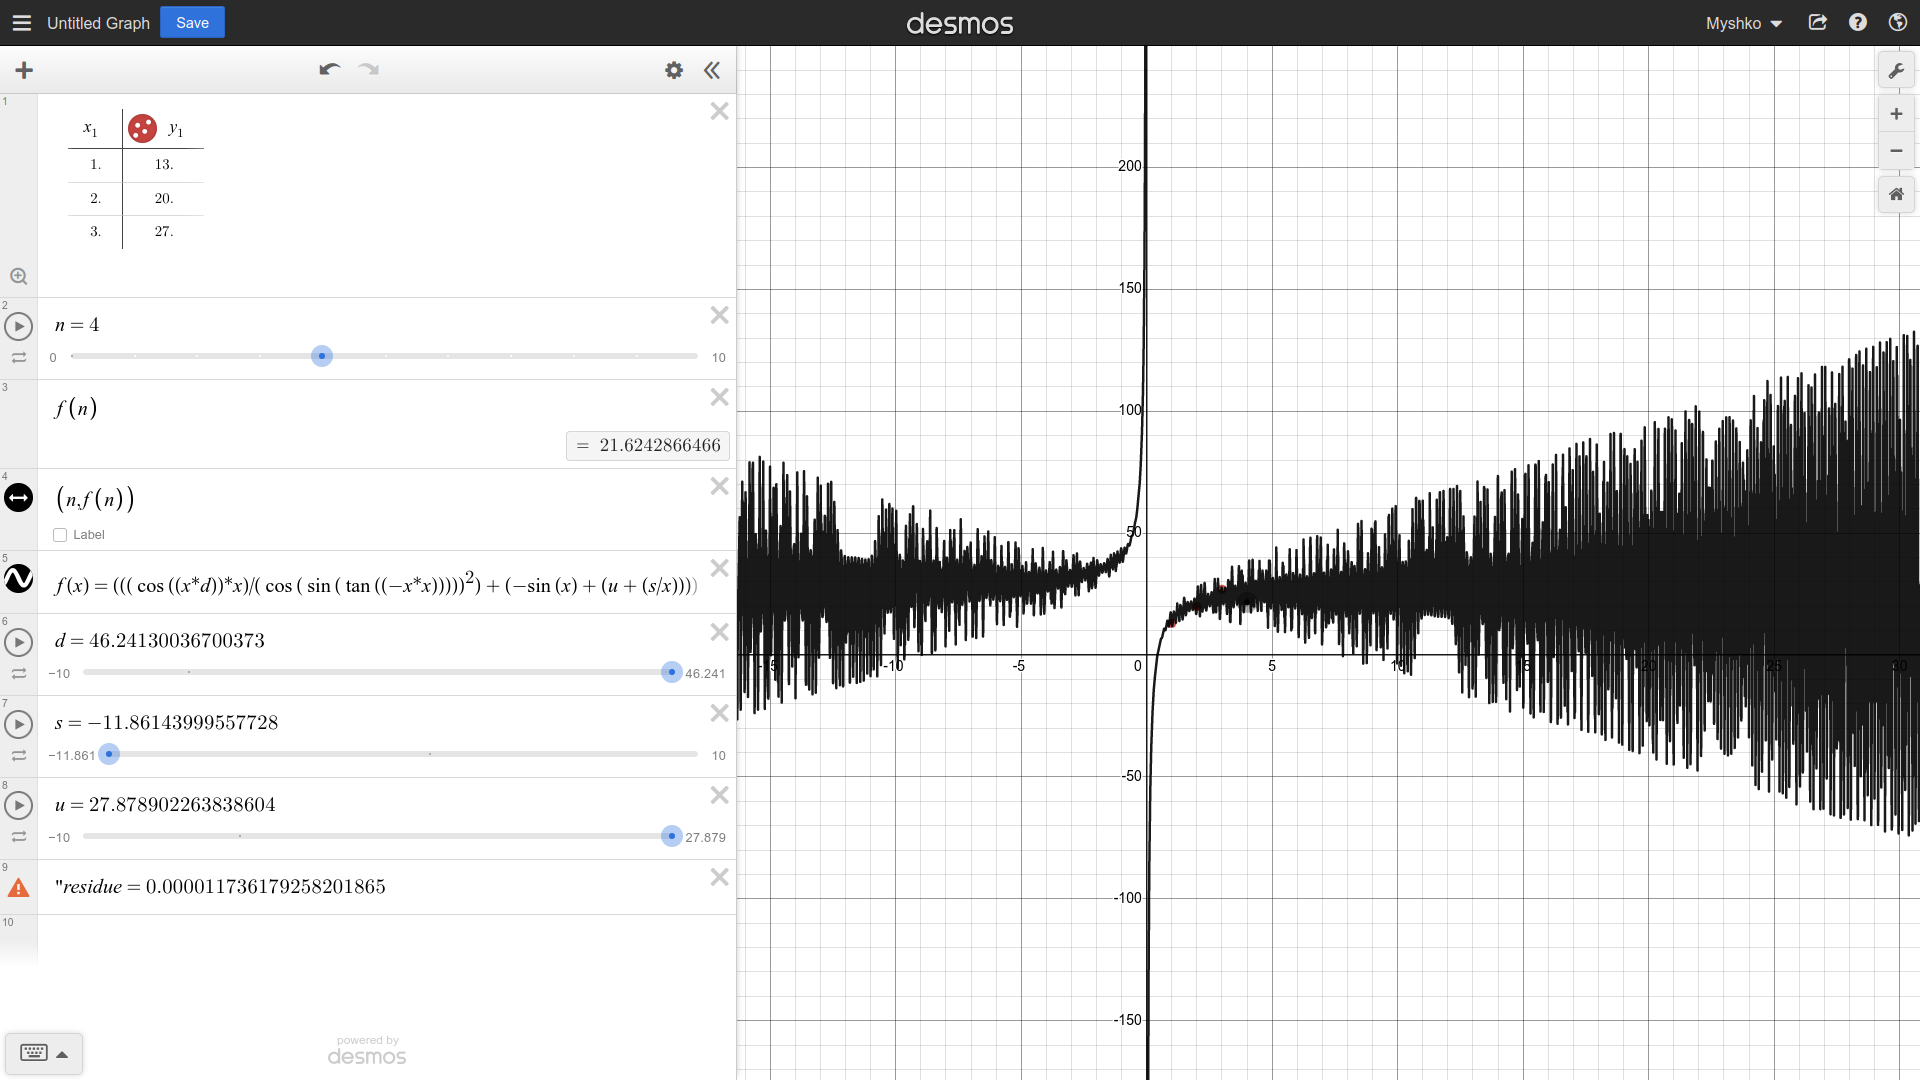 Untitled Graph Save desmos Myshko ?
1
x₁ y₁
1. 13.
2. 20.
3. 27.
2
n = 4
0 10
3
f(n)
= 21.6242866466
4
(n,f(n))
Label
5
f(x) = ((( cos ((x*d))*x)/( cos ( sin ( tan ((−x*x)))))²) + (−sin (x) + (u + (s/x))))
6
d = 46.24130036700373
−10 46.241
7
s = −11.86143999557728
−11.861 10
8
u = 27.878902263838604
−10 27.879
9
"residue = 0.000011736179258201865
10
powered by
desmos
200
150
100
50
-15 -10 -5 0 5 10 15 20 25 30
-50
-100
-150